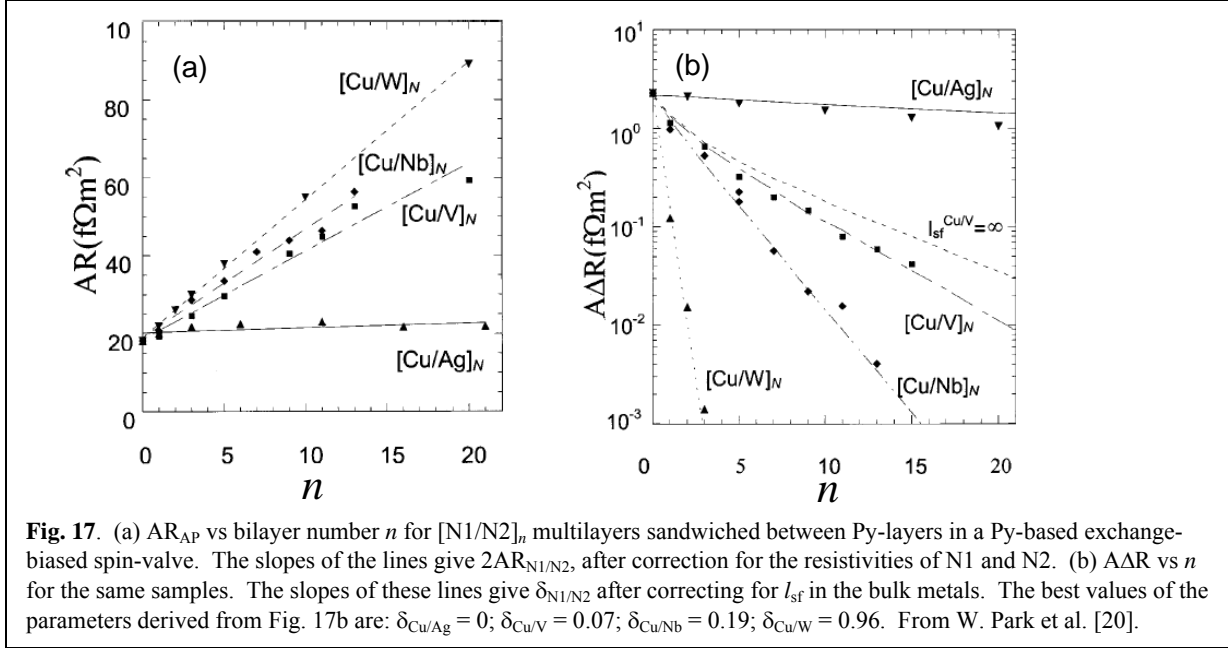 100
80
60
40
20
0
AR(fΩm²)
(a)
[Cu/W]N
[Cu/Nb]N
[Cu/V]N
[Cu/Ag]N
0 5 10 15 20
n
10¹
10⁰
10⁻¹
10⁻²
10⁻³
AΔR(fΩm²)
(b)
[Cu/Ag]N
lsf Cu/V=∞
[Cu/V]N
[Cu/W]N
[Cu/Nb]N
0 5 10 15 20
n
Fig. 17. (a) ARAP vs bilayer number n for [N1/N2]n multilayers sandwiched between Py-layers in a Py-based exchange-
biased spin-valve. The slopes of the lines give 2ARN1/N2, after correction for the resistivities of N1 and N2. (b) AΔR vs n
for the same samples. The slopes of these lines give δN1/N2 after correcting for lsf in the bulk metals. The best values of the
parameters derived from Fig. 17b are: δCu/Ag = 0; δCu/V = 0.07; δCu/Nb = 0.19; δCu/W = 0.96. From W. Park et al. [20].